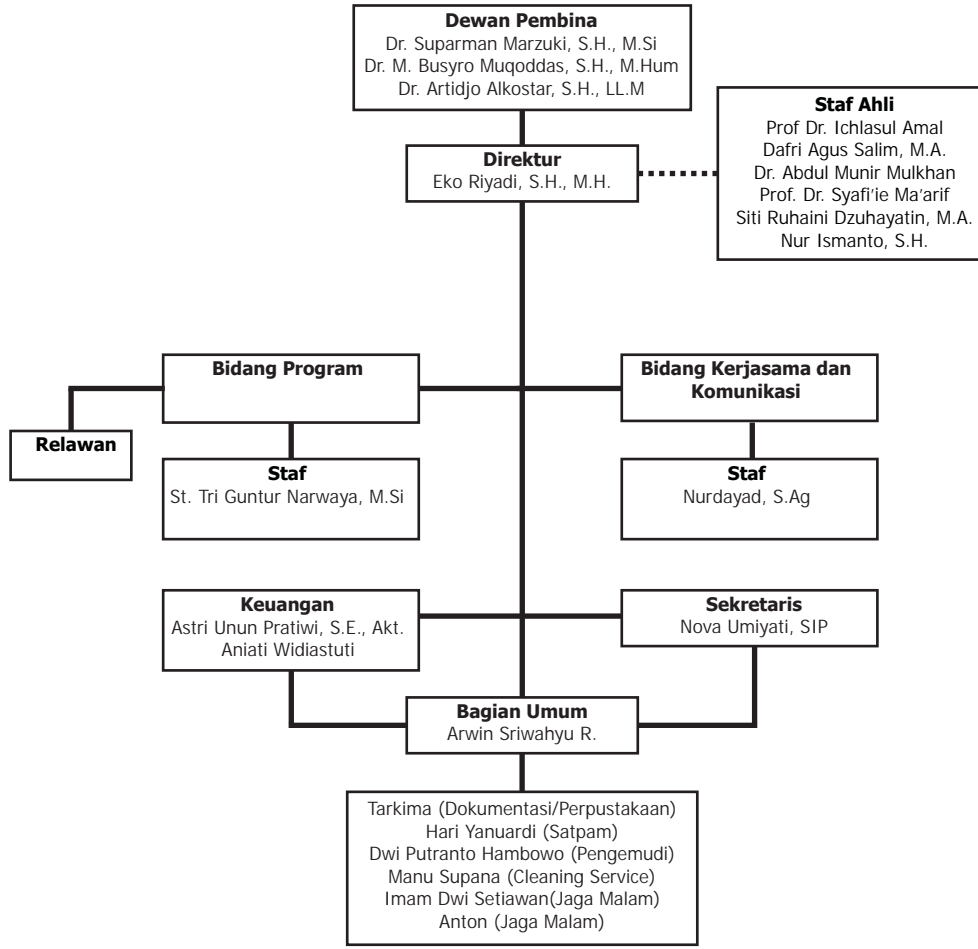 Dewan Pembina
Dr. Suparman Marzuki, S.H., M.Si
Dr. M. Busyro Muqoddas, S.H., M.Hum
Dr. Artidjo Alkostar, S.H., LL.M
Staf Ahli
Prof Dr. Ichlasul Amal
Dafri Agus Salim, M.A.
Dr. Abdul Munir Mulkhan
Prof. Dr. Syafi'ie Ma'arif
Siti Ruhaini Dzuhayatin, M.A.
Nur Ismanto, S.H.
Direktur
Eko Riyadi, S.H., M.H.
Bidang Program
Bidang Kerjasama dan
Komunikasi
Relawan
Staf
St. Tri Guntur Narwaya, M.Si
Staf
Nurdayad, S.Ag
Keuangan
Astri Unun Pratiwi, S.E., Akt.
Aniati Widiastuti
Sekretaris
Nova Umiyati, SIP
Bagian Umum
Arwin Sriwahyu R.
Tarkima (Dokumentasi/Perpustakaan)
Hari Yanuardi (Satpam)
Dwi Putranto Hambowo (Pengemudi)
Manu Supana (Cleaning Service)
Imam Dwi Setiawan(Jaga Malam)
Anton (Jaga Malam)